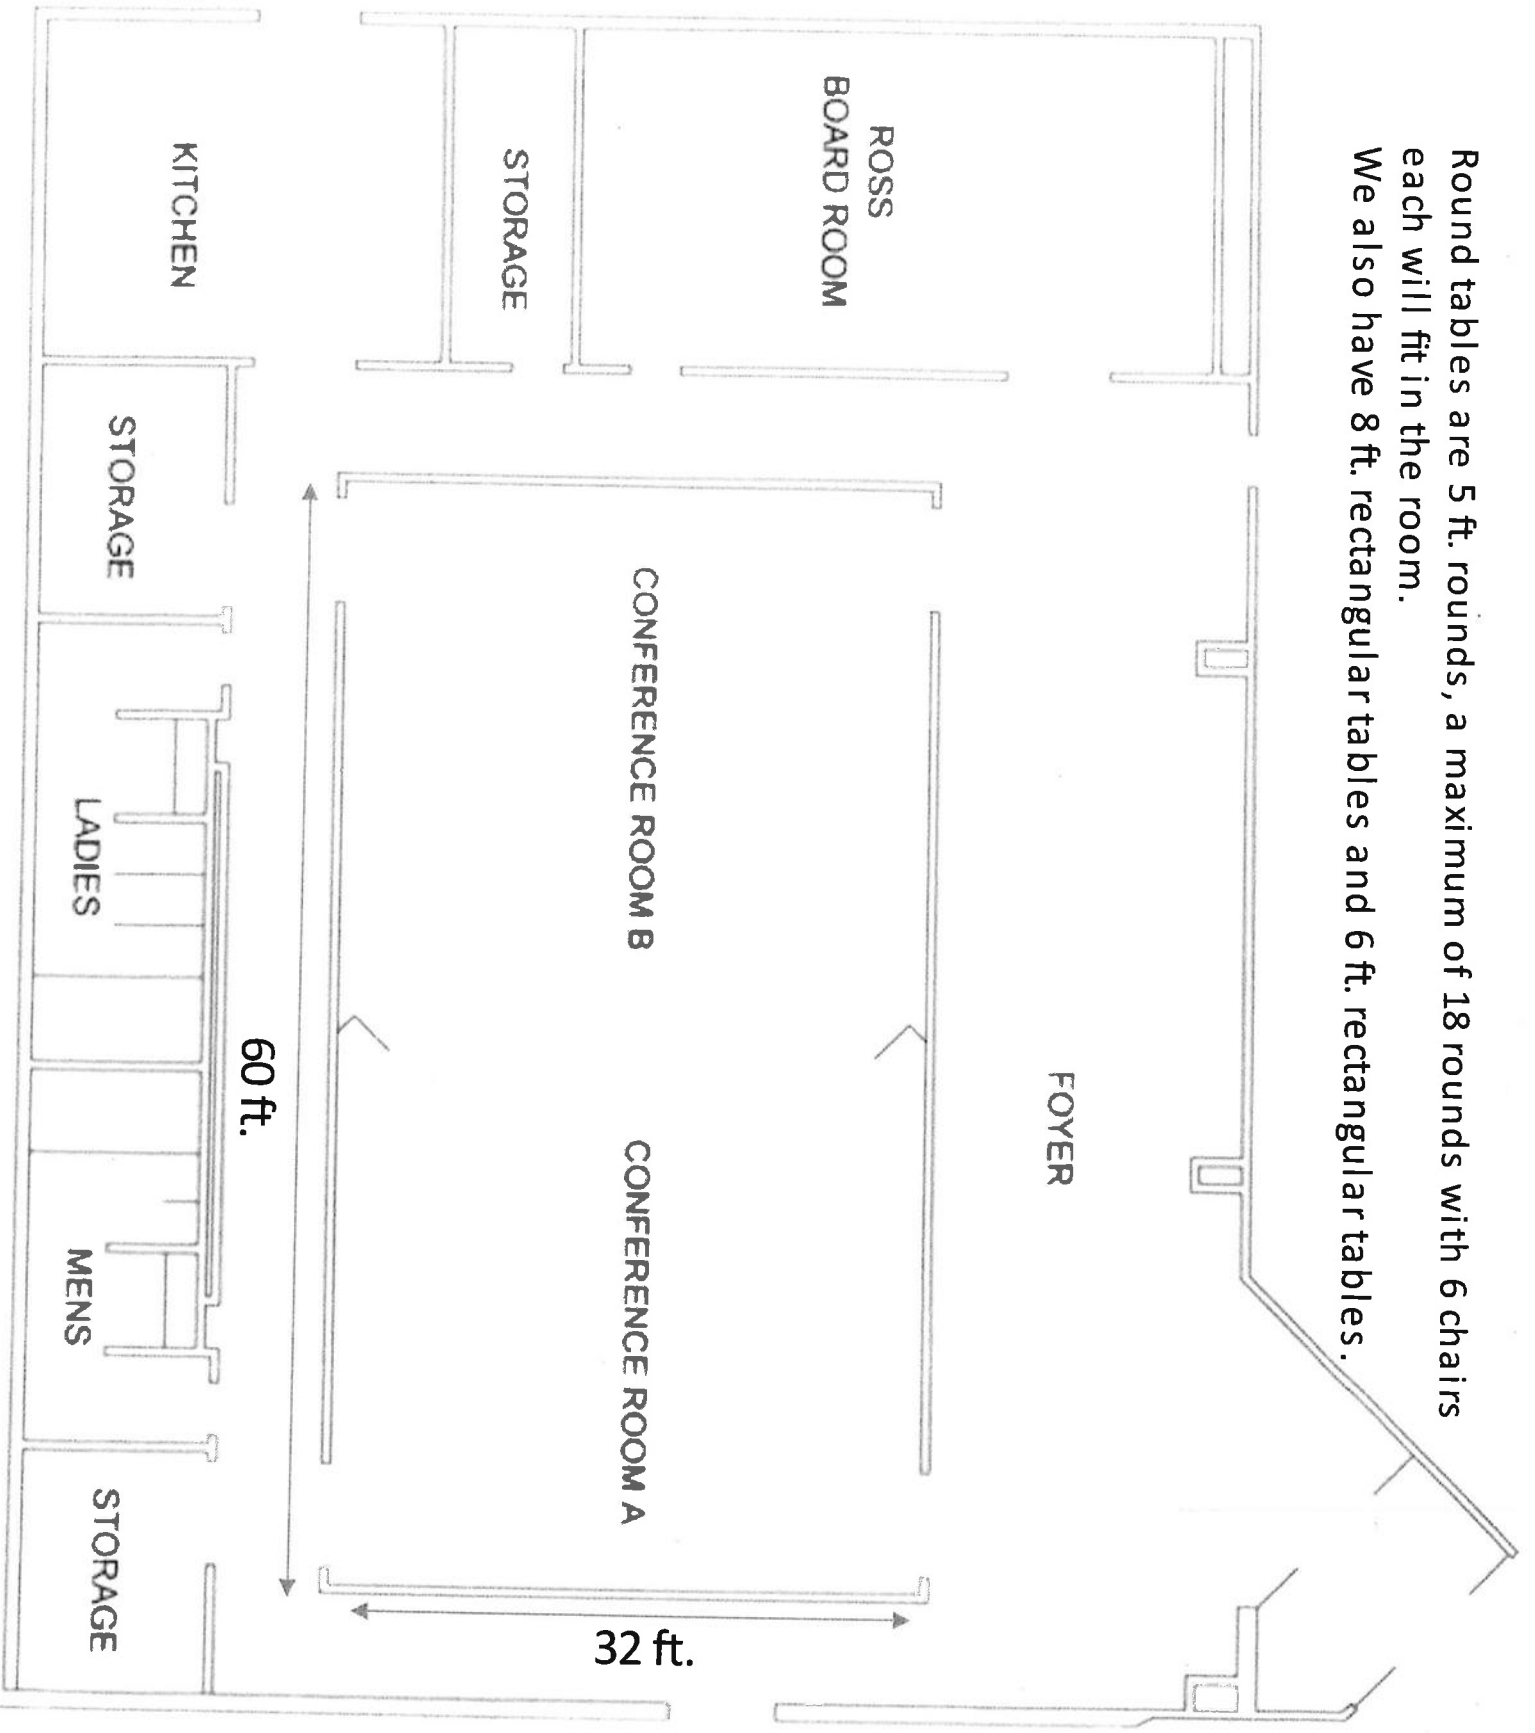 Round tables are 5 ft. rounds, a maximum of 18 rounds with 6 chairs
each will fit in the room.
We also have 8 ft. rectangular tables and 6 ft. rectangular tables.
ROSS
BOARD ROOM
STORAGE
KITCHEN
FOYER
CONFERENCE ROOM B
CONFERENCE ROOM A
32 ft.
60 ft.
STORAGE
LADIES
MENS
STORAGE